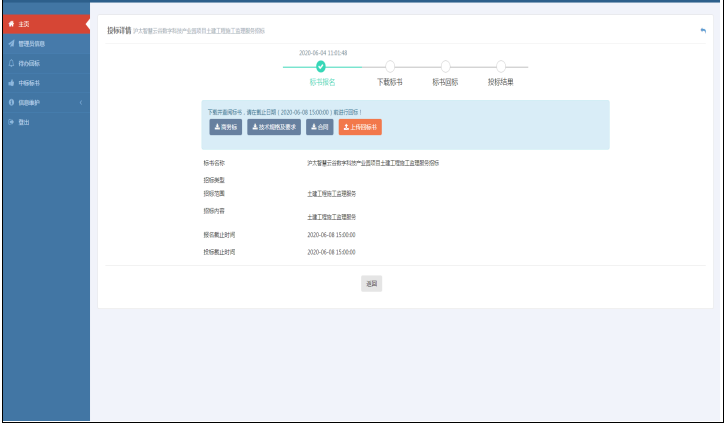 主页
管理员信息
待办回标
中标标书
信息维护
登出
投标详情 沪太智慧云谷数字科技产业园项目土建工程施工监理服务招标
2020-06-04 11:01:48
标书报名
下载标书
标书回标
投标结果
下载并查阅标书，请在截止日期 ( 2020-06-08 15:00:00 ) 前进行回标！
商务标
技术规格及要求
合同
上传回标书
标书名称 沪太智慧云谷数字科技产业园项目土建工程施工监理服务招标
招标类型
招标范围 土建工程施工监理服务
招标内容
土建工程施工监理服务
报名截止时间 2020-06-08 15:00:00
投标截止时间 2020-06-08 15:00:00
返回